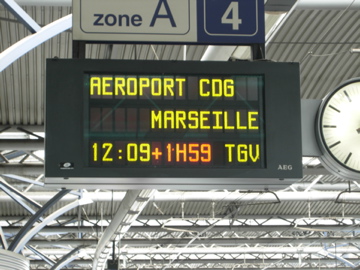 zone A 4
AEROPORT CDG
MARSEILLE
12:09+1H59 TGV
AEG